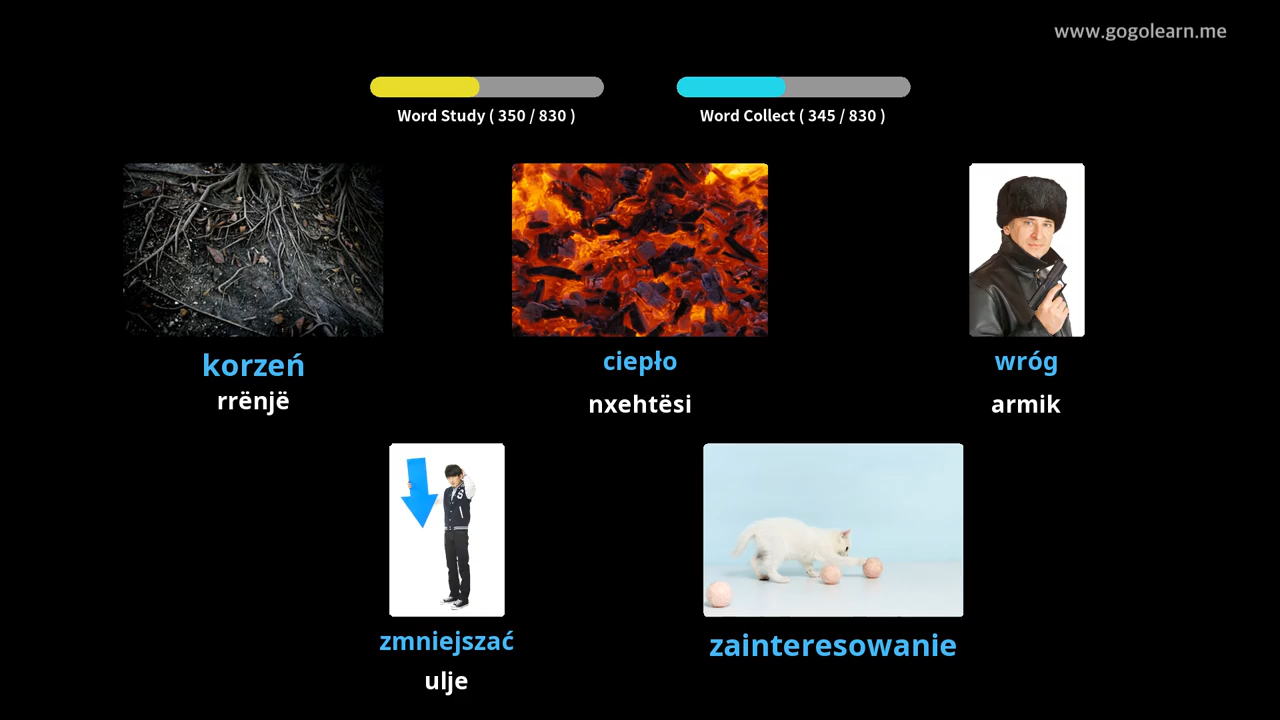 www.gogolearn.me
Word Study ( 350 / 830 )
Word Collect ( 345 / 830 )
korzeń
rrënjë
ciepło
nxehtësi
wróg
armik
zmniejszać
ulje
zainteresowanie